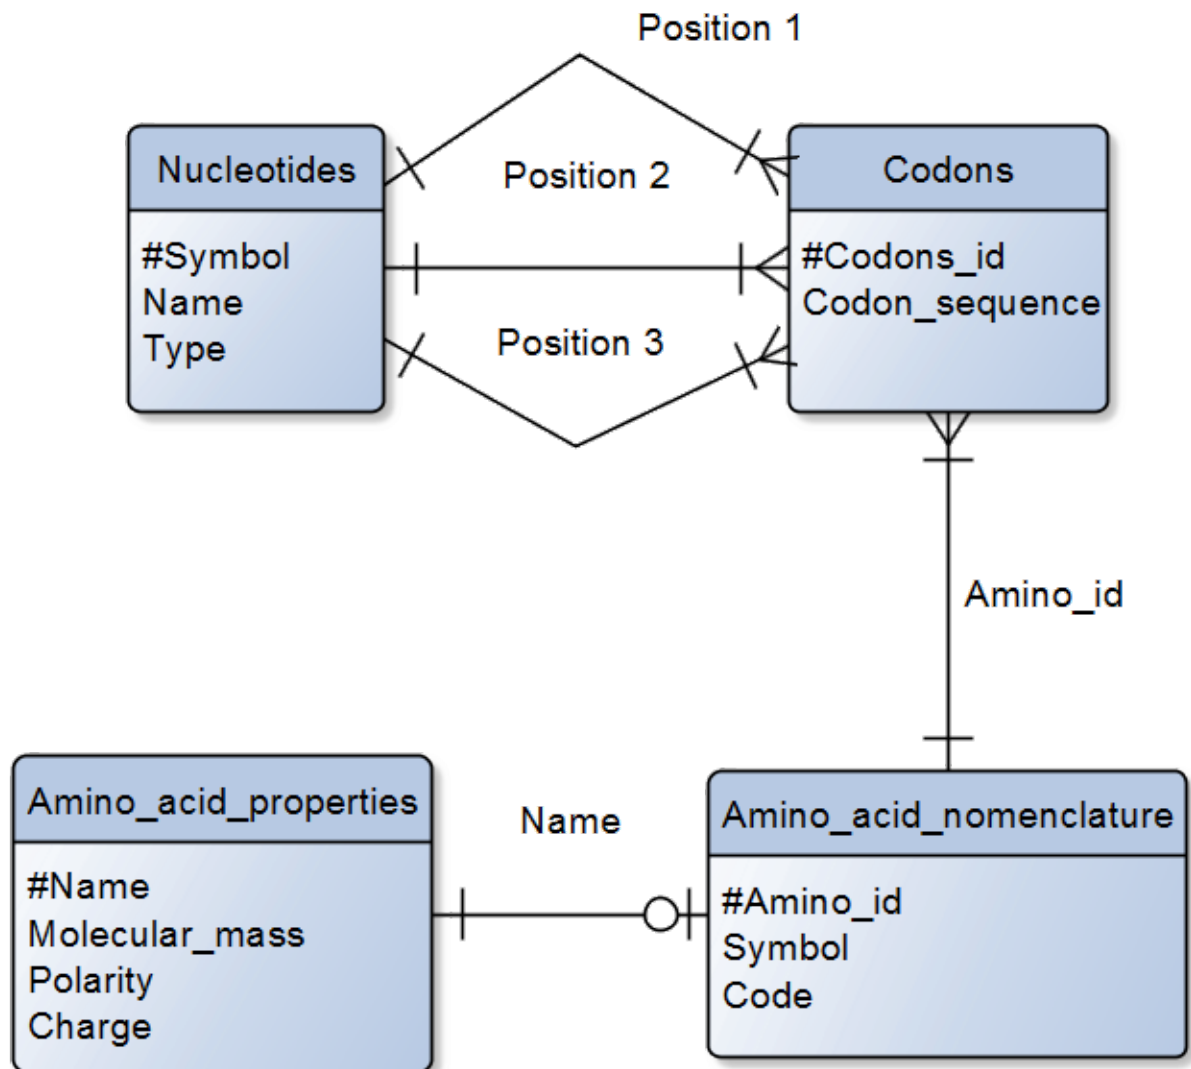 Position 1
Nucleotides
#Symbol
Name
Type
Position 2
Position 3
Codons
#Codons_id
Codon_sequence
Amino_id
Amino_acid_properties
#Name
Molecular_mass
Polarity
Charge
Name
Amino_acid_nomenclature
#Amino_id
Symbol
Code